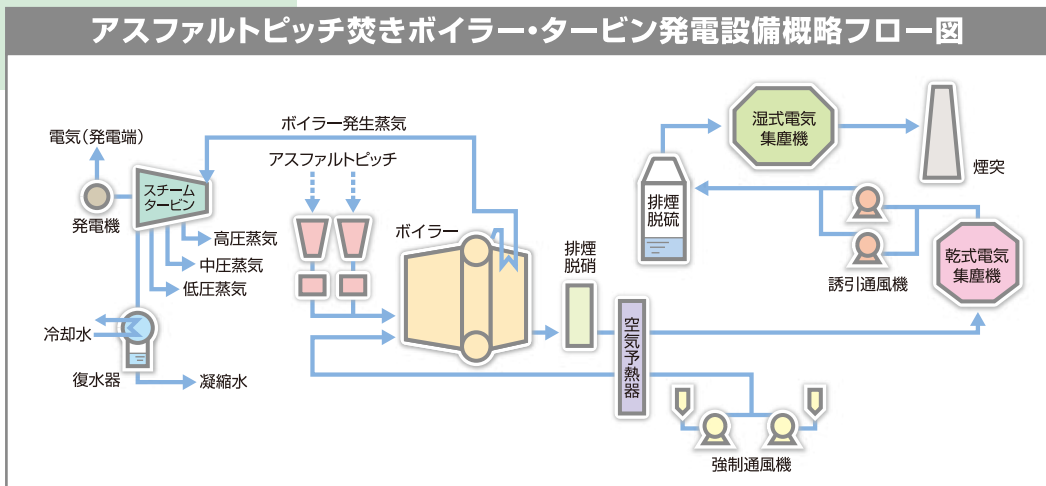 アスファルトピッチ焚きボイラー・タービン発電設備概略フロー図
電気(発電端)
ボイラー発生蒸気
アスファルトピッチ
スチーム
タービン
発電機
高圧蒸気
中圧蒸気
低圧蒸気
冷却水
復水器
凝縮水
ボイラー
排煙
脱硝
空気予熱器
強制通風機
排煙
脱硫
湿式電気
集塵機
煙突
誘引通風機
乾式電気
集塵機